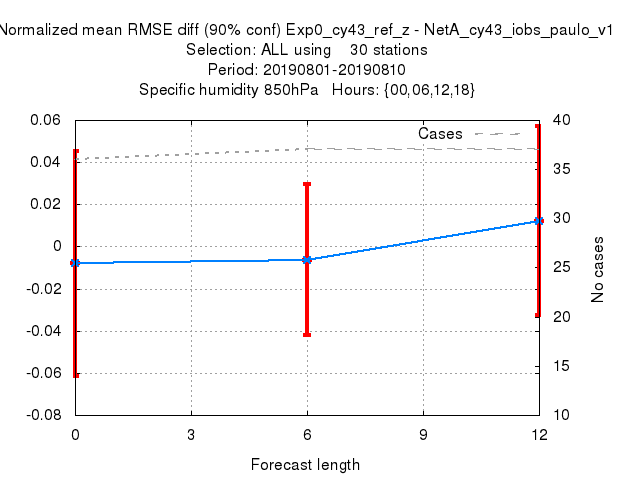 Normalized mean RMSE diff (90% conf) Exp0_cy43_ref_z - NetA_cy43_iobs_paulo_v1
Selection: ALL using 30 stations
Period: 20190801-20190810
Specific humidity 850hPa Hours: {00,06,12,18}
Cases
0.06
0.04
0.02
0
-0.02
-0.04
-0.06
-0.08
40
35
30
25
20
15
10
No cases
0 3 6 9 12
Forecast length